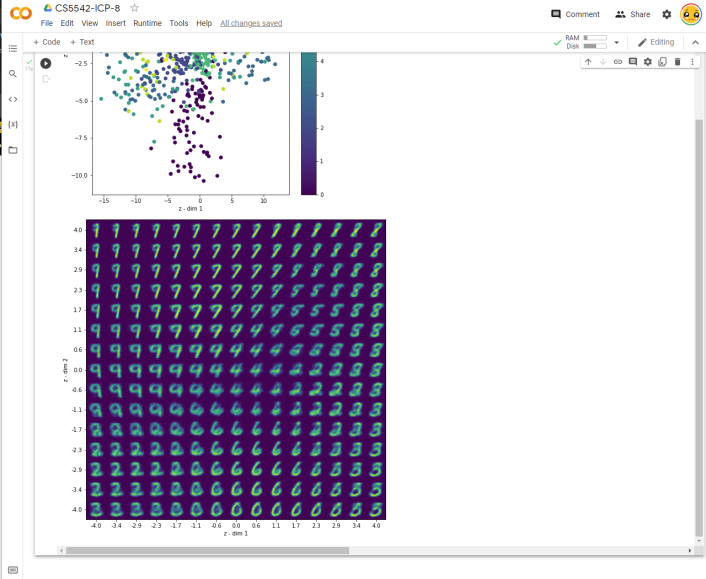 CS5542-ICP-8
File Edit View Insert Runtime Tools Help All changes saved
Comment Share
+ Code + Text
RAM
Disk
Editing
{x}
z
−2.5
−5.0
−7.5
−10.0
−15 −10 −5 0 5 10
z - dim 1
4
3
2
1
0
4.0
3.4
2.9
2.3
1.7
1.1
0.6
0.0
-0.6
-1.1
-1.7
-2.3
-2.9
-3.4
-4.0
z - dim 2
-4.0 -3.4 -2.9 -2.3 -1.7 -1.1 -0.6 0.0 0.6 1.1 1.7 2.3 2.9 3.4 4.0
z - dim 1